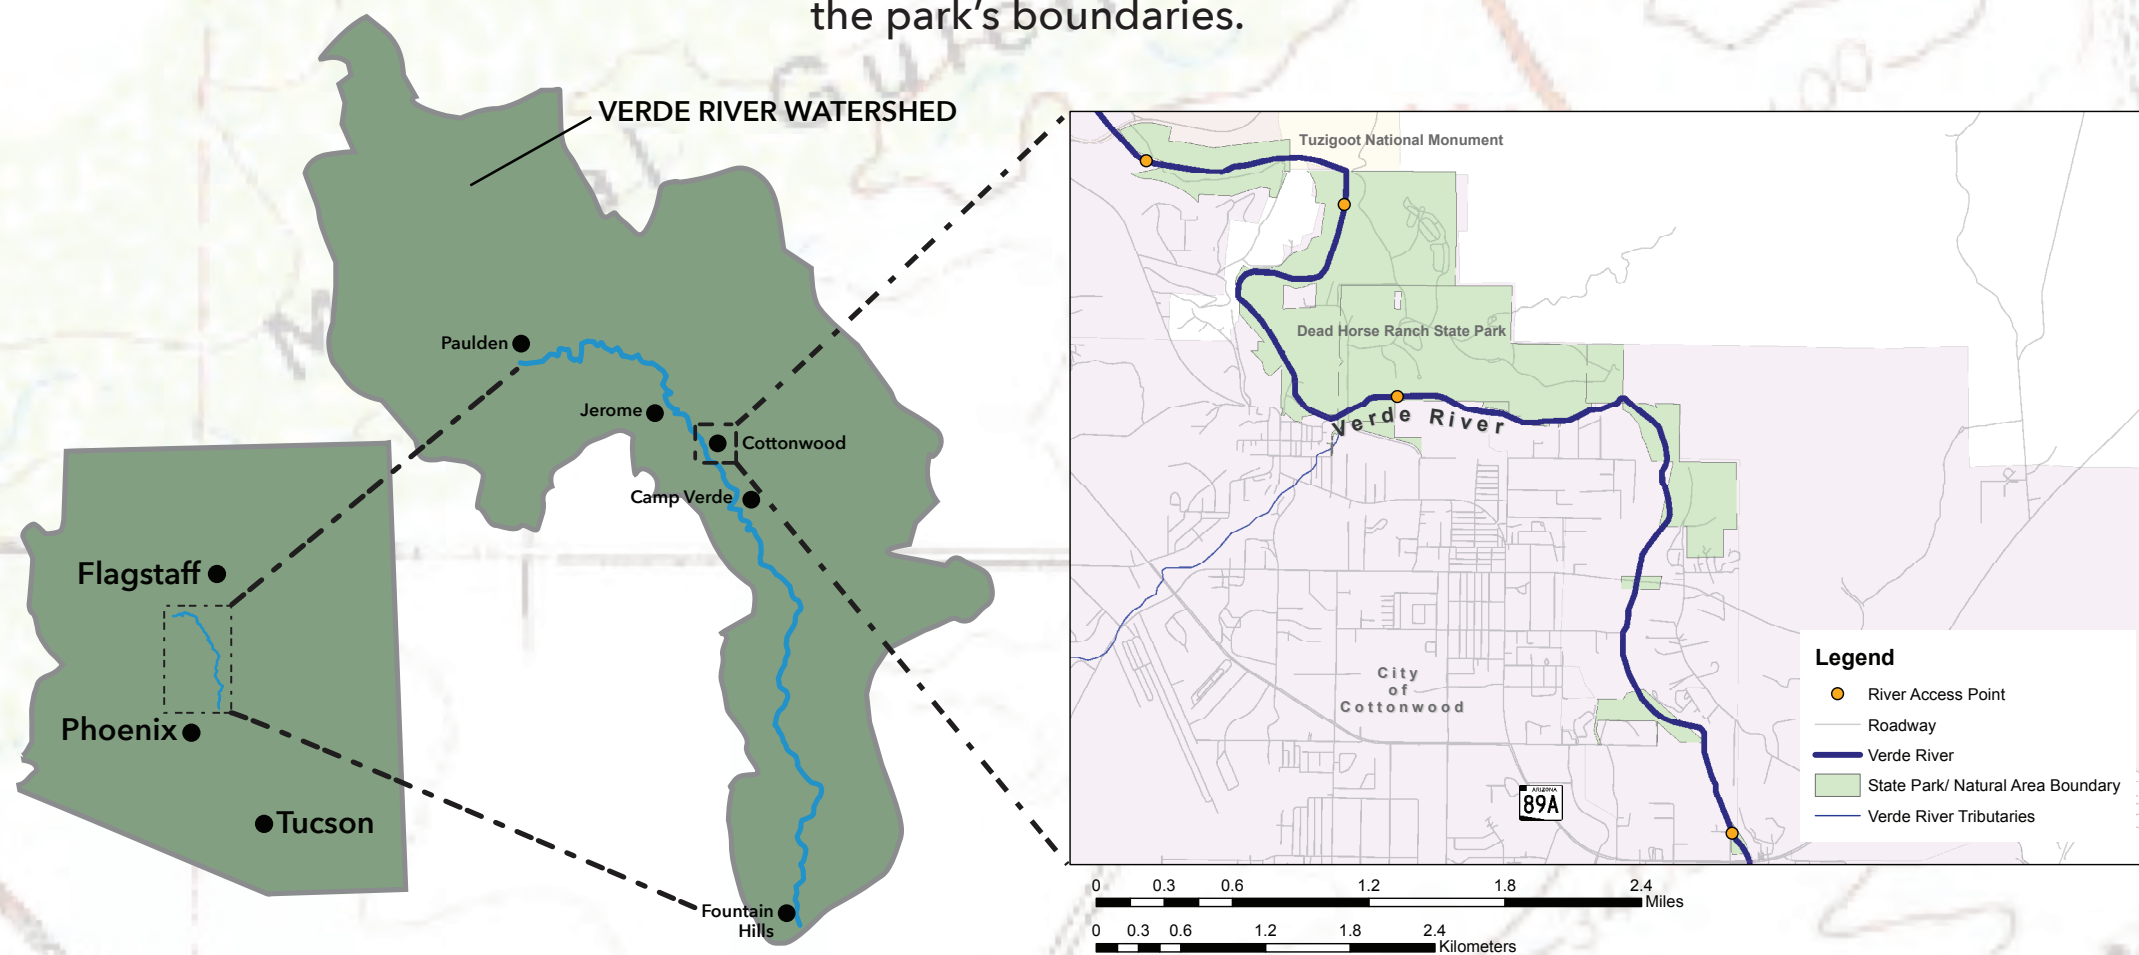 the park's boundaries.
VERDE RIVER WATERSHED
Paulden
Jerome
Cottonwood
Camp Verde
Fountain
Hills
Flagstaff
Phoenix
Tucson
Tuzigoot National Monument
Dead Horse Ranch State Park
Verde River
City
of
Cottonwood
ARIZONA
89A
Legend
River Access Point
Roadway
Verde River
State Park/ Natural Area Boundary
Verde River Tributaries
0 0.3 0.6 1.2 1.8 2.4
Miles
0 0.3 0.6 1.2 1.8 2.4
Kilometers